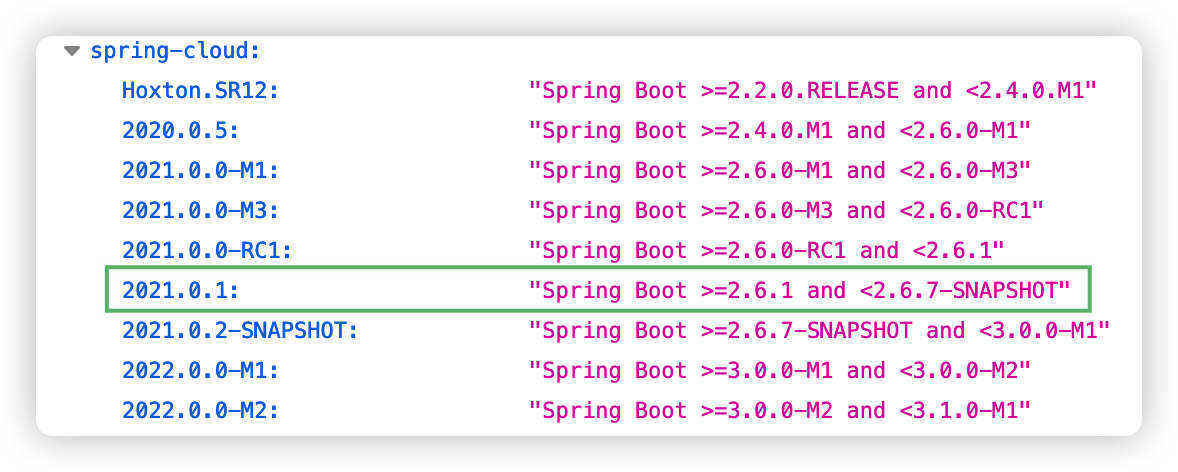 spring-cloud:
Hoxton.SR12: "Spring Boot >=2.2.0.RELEASE and <2.4.0.M1"
2020.0.5: "Spring Boot >=2.4.0.M1 and <2.6.0-M1"
2021.0.0-M1: "Spring Boot >=2.6.0-M1 and <2.6.0-M3"
2021.0.0-M3: "Spring Boot >=2.6.0-M3 and <2.6.0-RC1"
2021.0.0-RC1: "Spring Boot >=2.6.0-RC1 and <2.6.1"
2021.0.1: "Spring Boot >=2.6.1 and <2.6.7-SNAPSHOT"
2021.0.2-SNAPSHOT: "Spring Boot >=2.6.7-SNAPSHOT and <3.0.0-M1"
2022.0.0-M1: "Spring Boot >=3.0.0-M1 and <3.0.0-M2"
2022.0.0-M2: "Spring Boot >=3.0.0-M2 and <3.1.0-M1"